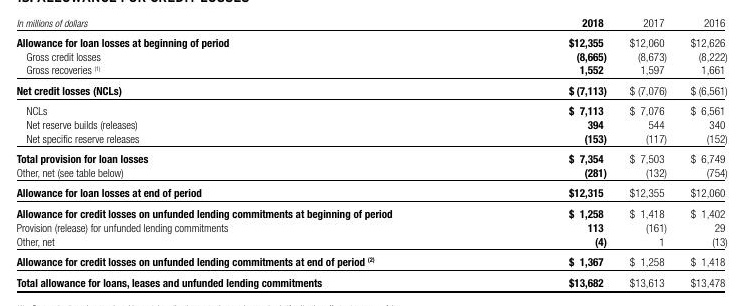 In millions of dollars 2018 2017 2016
Allowance for loan losses at beginning of period $12,355 $12,060 $12,626
Gross credit losses (8,665) (8,673) (8,222)
Gross recoveries (1) 1,552 1,597 1,661
Net credit losses (NCLs) $ (7,113) $ (7,076) $ (6,561)
NCLs $ 7,113 $ 7,076 $ 6,561
Net reserve builds (releases) 394 544 340
Net specific reserve releases (153) (117) (152)
Total provision for loan losses $ 7,354 $ 7,503 $ 6,749
Other, net (see table below) (281) (132) (754)
Allowance for loan losses at end of period $12,315 $12,355 $12,060
Allowance for credit losses on unfunded lending commitments at beginning of period $ 1,258 $ 1,418 $ 1,402
Provision (release) for unfunded lending commitments 113 (161) 29
Other, net (4) 1 (13)
Allowance for credit losses on unfunded lending commitments at end of period (2) $ 1,367 $ 1,258 $ 1,418
Total allowance for loans, leases and unfunded lending commitments $13,682 $13,613 $13,478